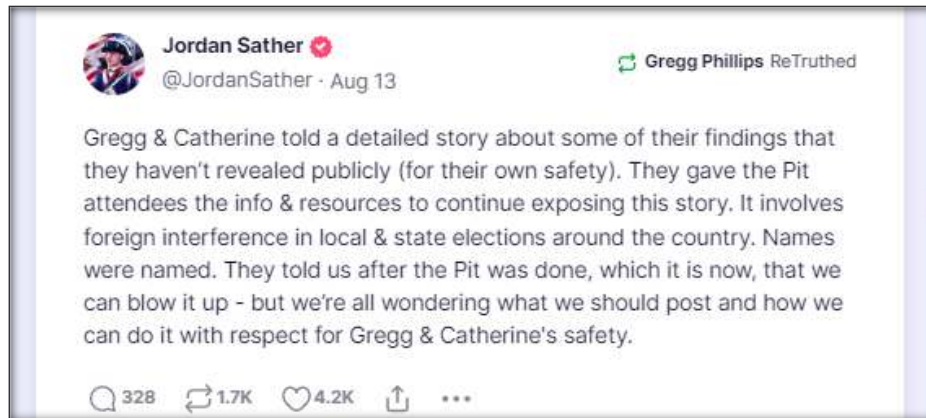 Jordan Sather
Gregg Phillips ReTruthed
@JordanSather · Aug 13
Gregg & Catherine told a detailed story about some of their findings that
they haven't revealed publicly (for their own safety). They gave the Pit
attendees the info & resources to continue exposing this story. It involves
foreign interference in local & state elections around the country. Names
were named. They told us after the Pit was done, which it is now, that we
can blow it up - but we're all wondering what we should post and how we
can do it with respect for Gregg & Catherine's safety.
328 1.7K 4.2K